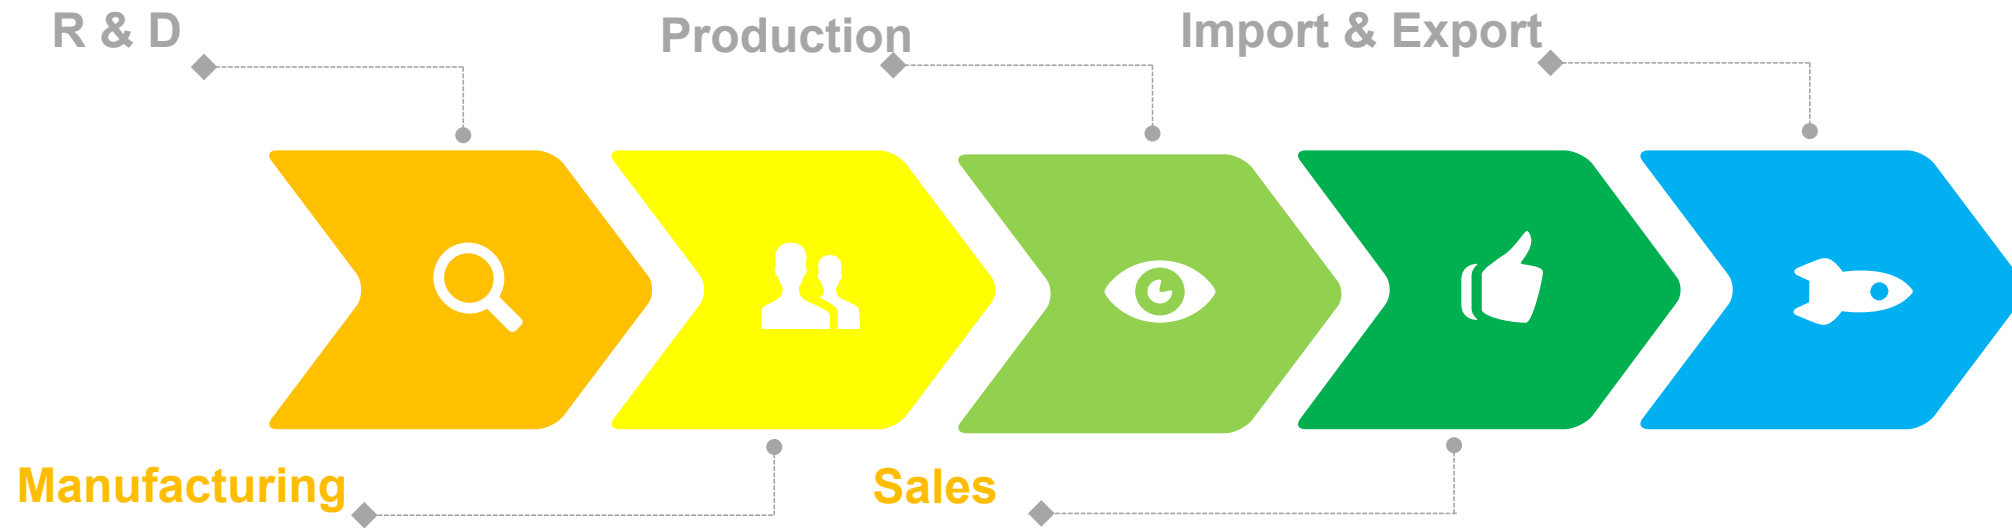 R & D
Production
Import & Export
Manufacturing
Sales